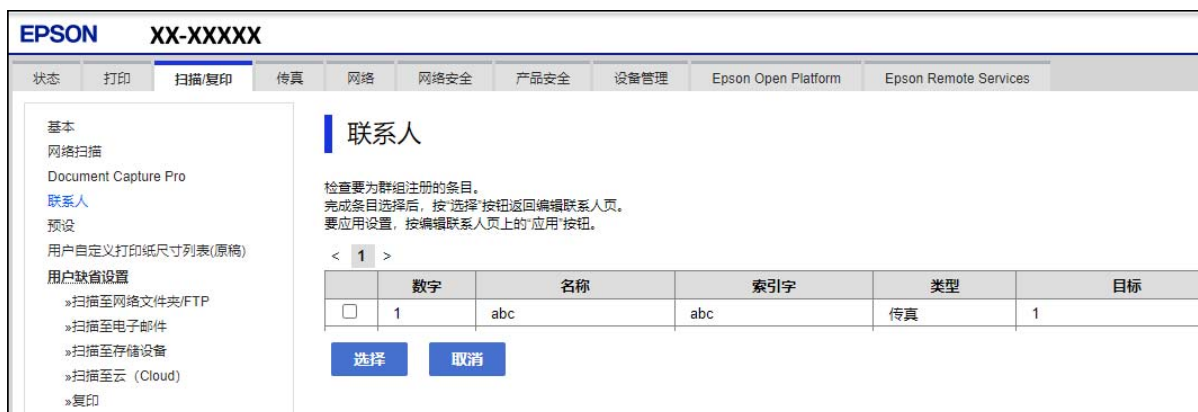 EPSON XX-XXXXX
状态 打印 扫描/复印 传真 网络 网络安全 产品安全 设备管理 Epson Open Platform Epson Remote Services
基本
网络扫描
Document Capture Pro
联系人
预设
用户自定义打印纸尺寸列表(原稿)
用户缺省设置
»扫描至网络文件夹/FTP
»扫描至电子邮件
»扫描至存储设备
»扫描至云（Cloud）
»复印
联系人
检查要为群组注册的条目。
完成条目选择后，按“选择”按钮返回编辑联系人页。
要应用设置，按编辑联系人页上的“应用”按钮。
< 1 >
数字 名称 索引字 类型 目标
1 abc abc 传真 1
选择 取消